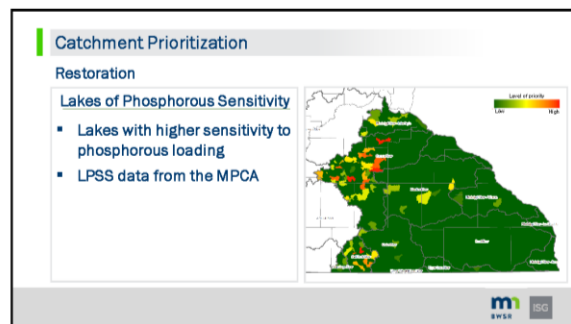 Catchment Prioritization
Restoration
Lakes of Phosphorous Sensitivity
▪ Lakes with higher sensitivity to
phosphorous loading
▪ LPSS data from the MPCA
Level of priority
Low
High
mn
BWSR
ISG